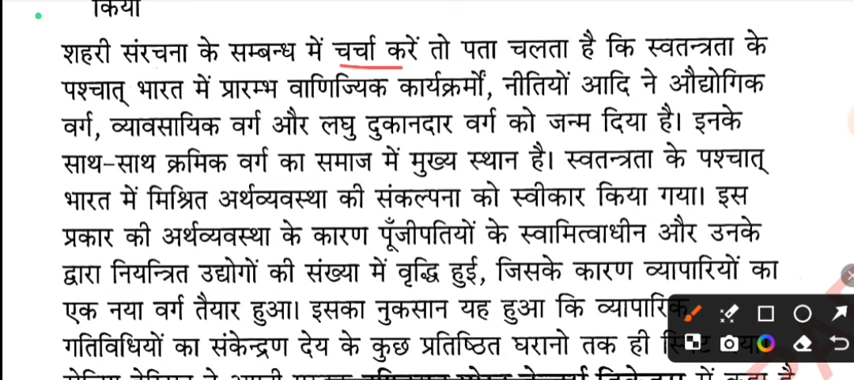 किया
शहरी संरचना के सम्बन्ध में चर्चा करें तो पता चलता है कि स्वतन्त्रता के
पश्चात् भारत में प्रारम्भ वाणिज्यिक कार्यक्रमों, नीतियों आदि ने औद्योगिक
वर्ग, व्यावसायिक वर्ग और लघु दुकानदार वर्ग को जन्म दिया है। इनके
साथ-साथ क्रमिक वर्ग का समाज में मुख्य स्थान है। स्वतन्त्रता के पश्चात्
भारत में मिश्रित अर्थव्यवस्था की संकल्पना को स्वीकार किया गया। इस
प्रकार की अर्थव्यवस्था के कारण पूँजीपतियों के स्वामित्वाधीन और उनके
द्वारा नियन्त्रित उद्योगों की संख्या में वृद्धि हुई, जिसके कारण व्यापारियों का
एक नया वर्ग तैयार हुआ। इसका नुकसान यह हुआ कि व्यापारिक
गतिविधियों का संकेन्द्रण देय के कुछ प्रतिष्ठित घरानो तक ही